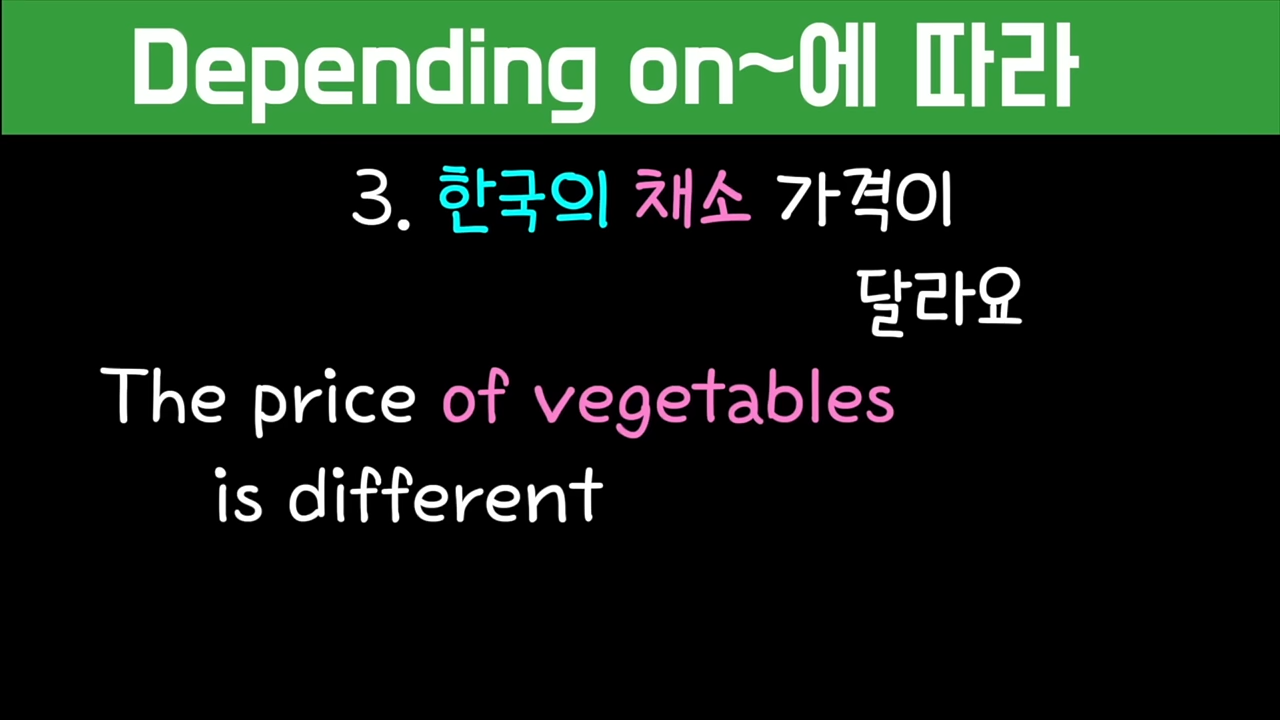 Depending on~에 따라
3. 한국의 채소 가격이
달라요
The price of vegetables
is different